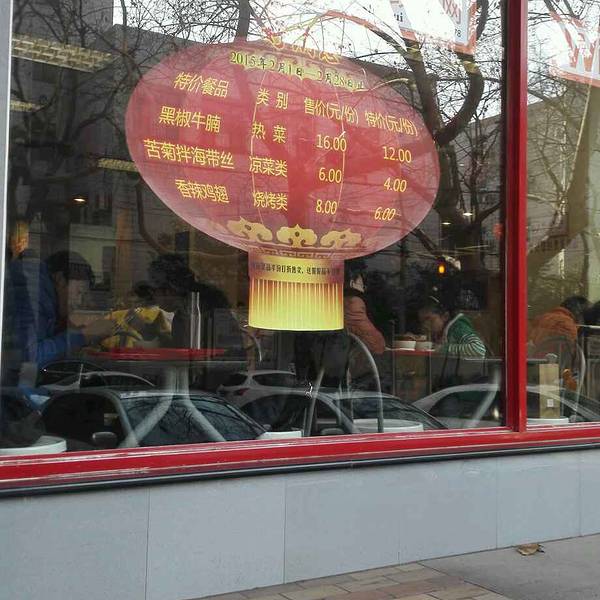 2015年2月1日-2月28日止
特价餐品 类别 售价(元/份) 特价(元/份)
黑椒牛腩 热菜 16.00 12.00
苦菊拌海带丝 凉菜类 6.00 4.00
香辣鸡翅 烧烤类 8.00 6.00